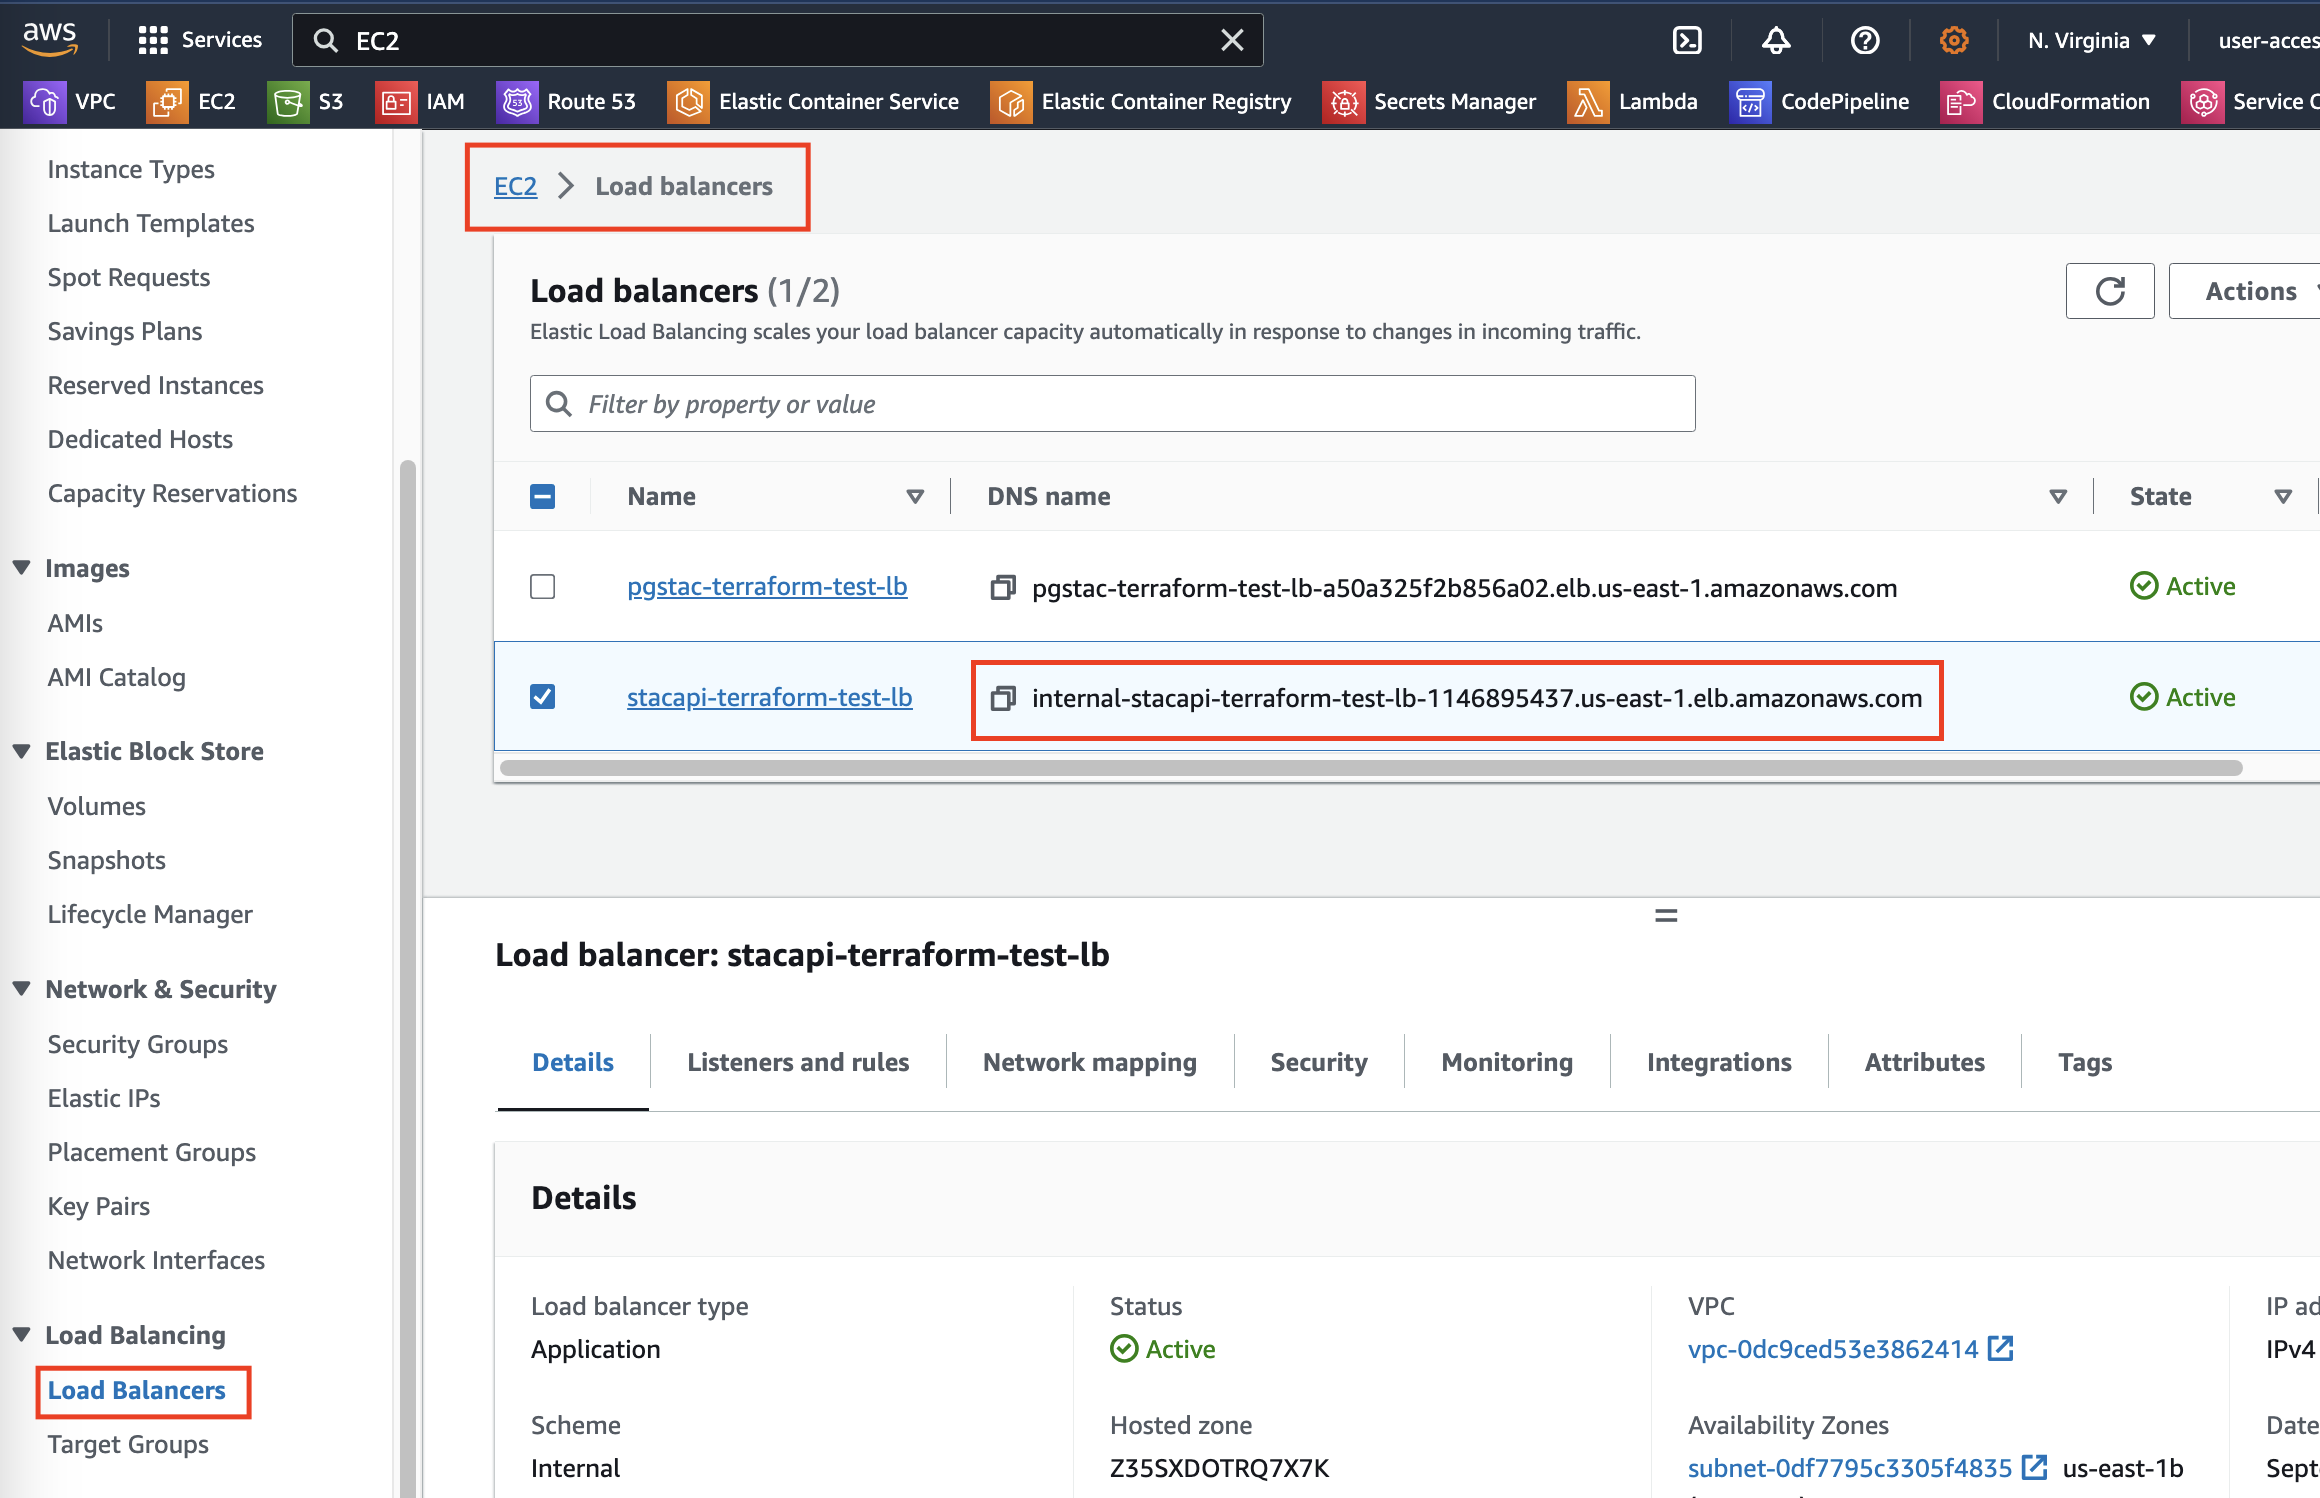 aws
Services
EC2
N. Virginia
user-acces
VPC
EC2
S3
IAM
Route 53
Elastic Container Service
Elastic Container Registry
Secrets Manager
Lambda
CodePipeline
CloudFormation
Service C
Instance Types
Launch Templates
Spot Requests
Savings Plans
Reserved Instances
Dedicated Hosts
Capacity Reservations
Images
AMIs
AMI Catalog
Elastic Block Store
Volumes
Snapshots
Lifecycle Manager
Network & Security
Security Groups
Elastic IPs
Placement Groups
Key Pairs
Network Interfaces
Load Balancing
Load Balancers
Target Groups
EC2 > Load balancers
Load balancers (1/2)
Elastic Load Balancing scales your load balancer capacity automatically in response to changes in incoming traffic.
Actions
Filter by property or value
Name DNS name State
pgstac-terraform-test-lb pgstac-terraform-test-lb-a50a325f2b856a02.elb.us-east-1.amazonaws.com Active
stacapi-terraform-test-lb internal-stacapi-terraform-test-lb-1146895437.us-east-1.elb.amazonaws.com Active
Load balancer: stacapi-terraform-test-lb
Details Listeners and rules Network mapping Security Monitoring Integrations Attributes Tags
Details
Load balancer type
Application
Scheme
Internal
Status
Active
Hosted zone
Z35SXDOTRQ7X7K
VPC
vpc-0dc9ced53e3862414
Availability Zones
subnet-0df7795c3305f4835 us-east-1b
IP ad
IPv4
Date
Sept